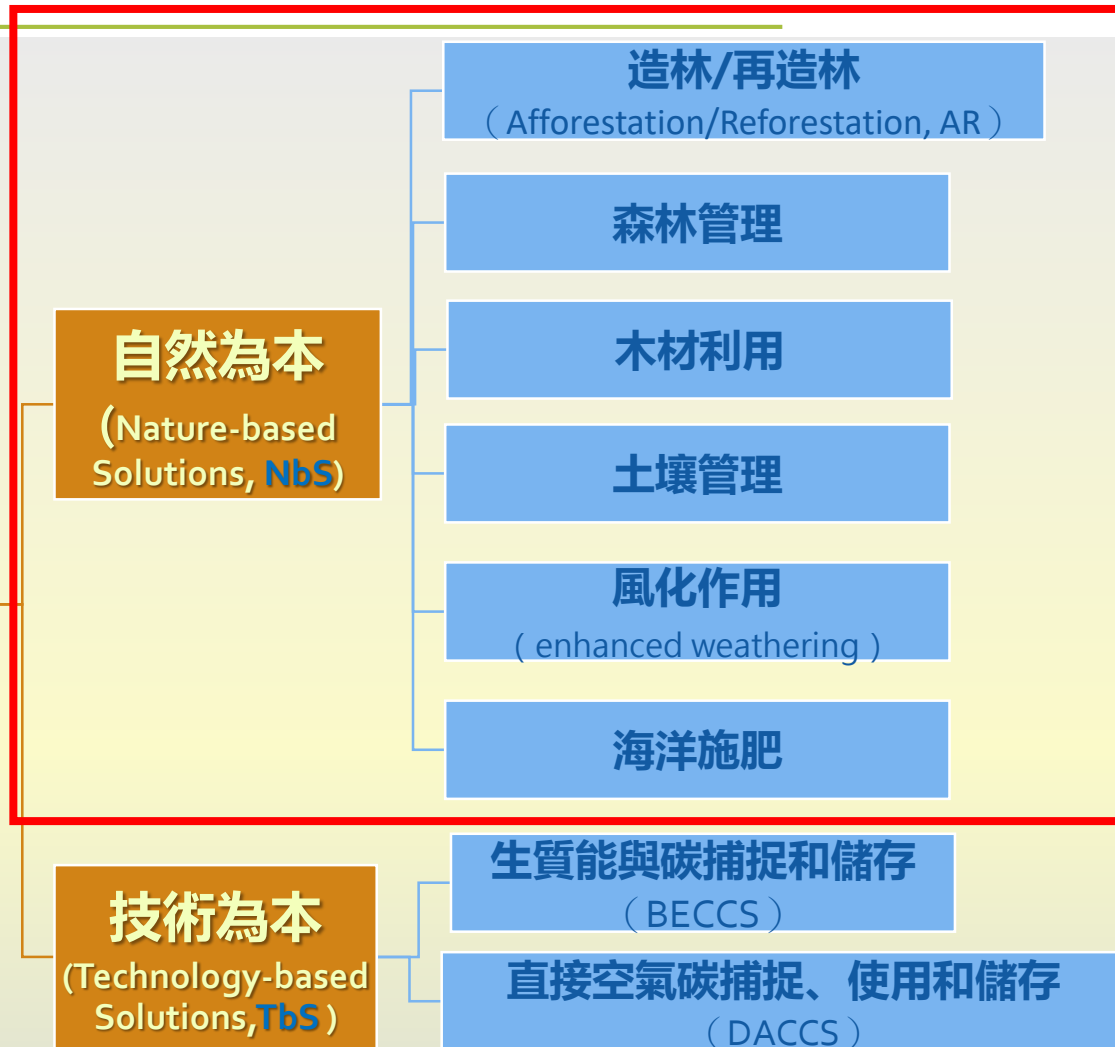 造林/再造林
（Afforestation/Reforestation, AR）
森林管理
木材利用
自然為本
(Nature-based
Solutions, NbS)
土壤管理
風化作用
（enhanced weathering）
海洋施肥
生質能與碳捕捉和儲存
（BECCS）
技術為本
(Technology-based
Solutions,TbS )
直接空氣碳捕捉、使用和儲存
（DACCS）